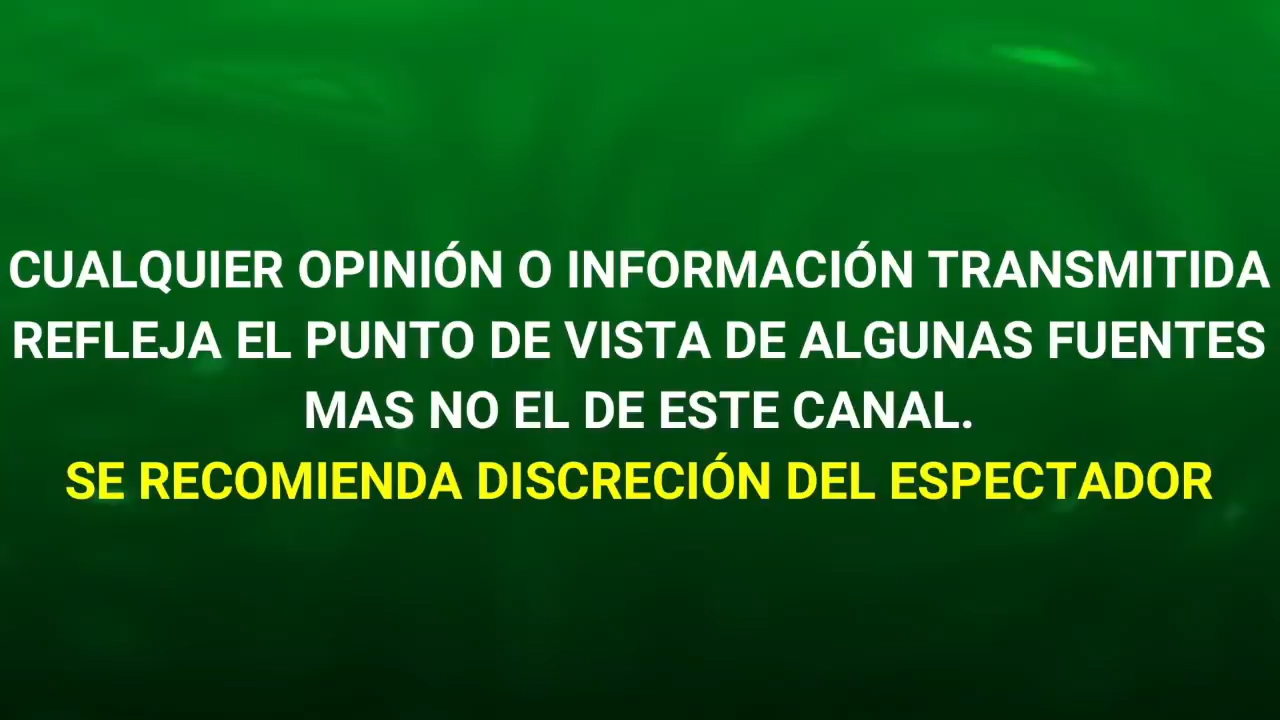 CUALQUIER OPINIÓN O INFORMACIÓN TRANSMITIDA
REFLEJA EL PUNTO DE VISTA DE ALGUNAS FUENTES
MAS NO EL DE ESTE CANAL.
SE RECOMIENDA DISCRECIÓN DEL ESPECTADOR